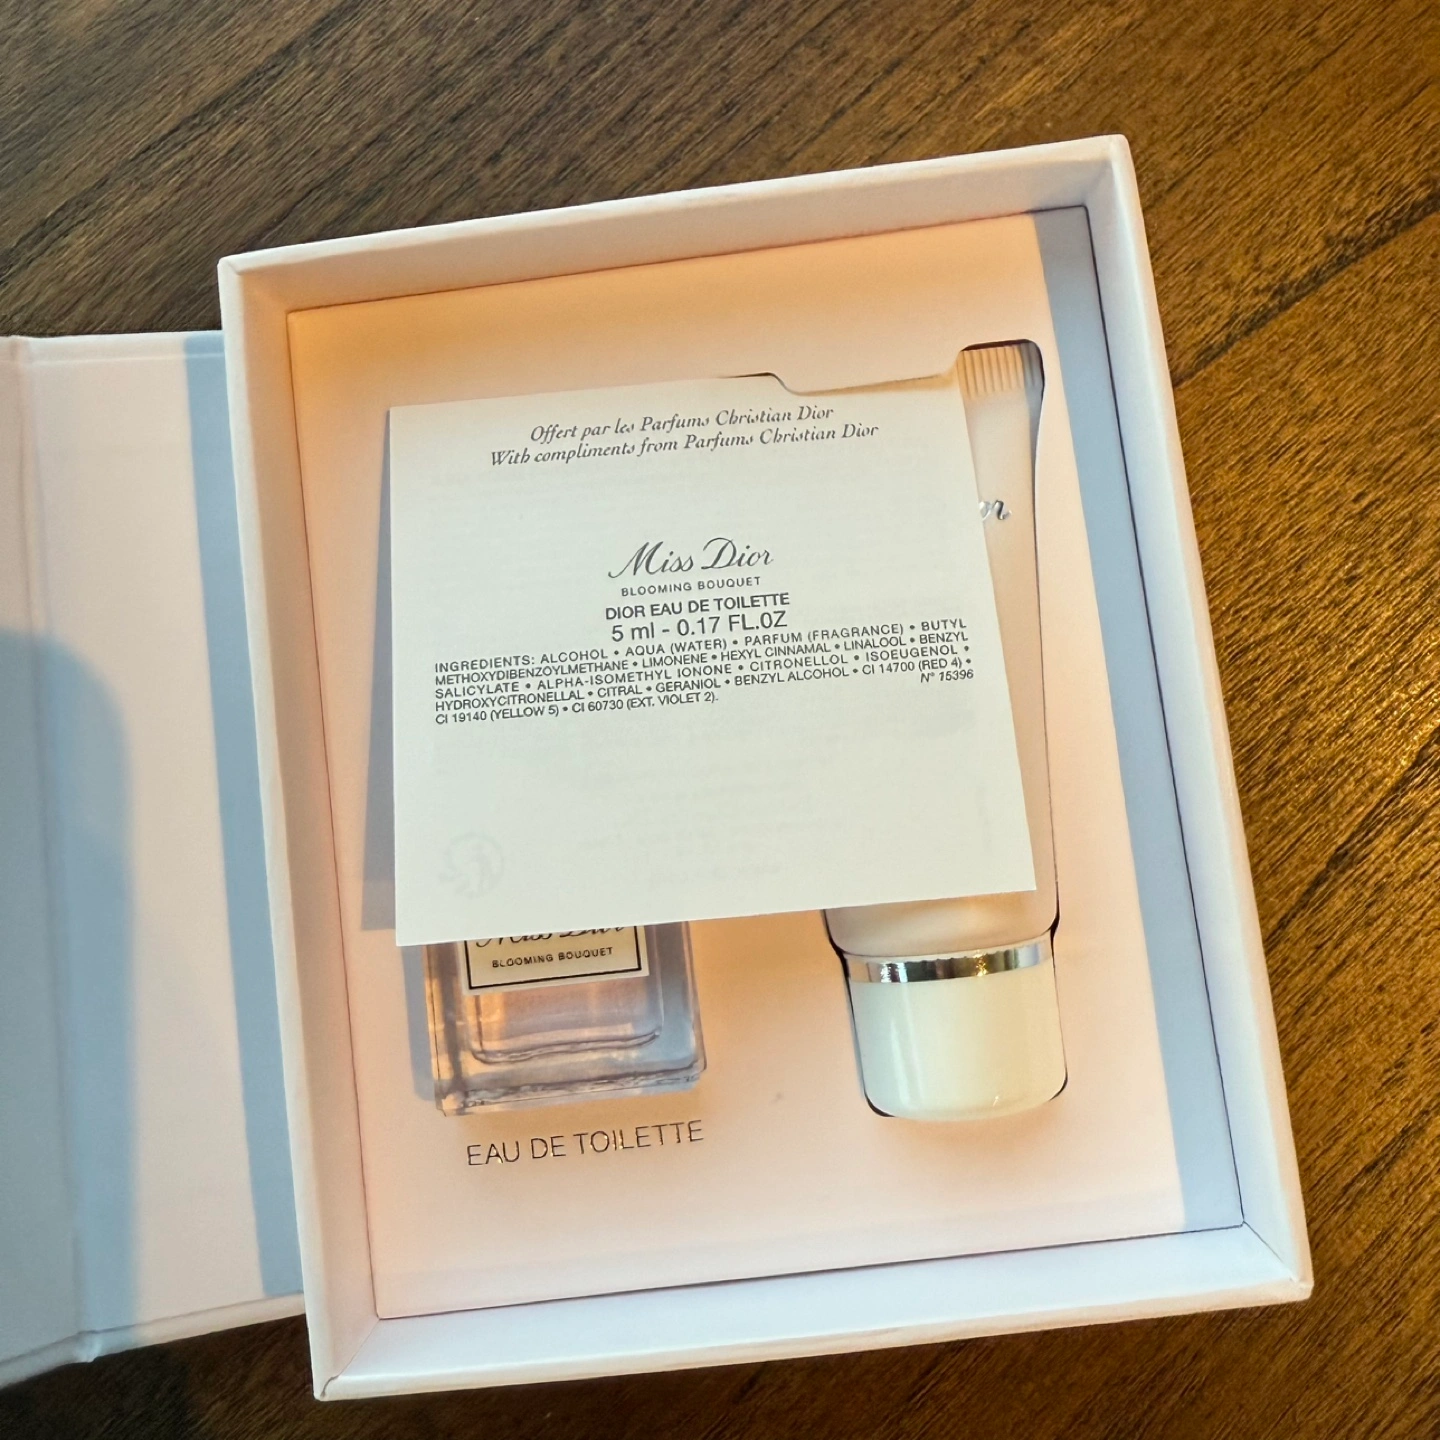 Offert par les Parfums Christian Dior
With compliments from Parfums Christian Dior
Miss Dior
BLOOMING BOUQUET
DIOR EAU DE TOILETTE
5 ml - 0.17 FL.OZ
INGREDIENTS: ALCOHOL • AQUA (WATER) • PARFUM (FRAGRANCE) • BUTYL
METHOXYDIBENZOYLMETHANE • LIMONENE • HEXYL CINNAMAL • LINALOOL • BENZYL
SALICYLATE • ALPHA-ISOMETHYL IONONE • CITRONELLOL • ISOEUGENOL •
HYDROXYCITRONELLAL • CITRAL • GERANIOL • BENZYL ALCOHOL • CI 14700 (RED 4) •
CI 19140 (YELLOW 5) • CI 60730 (EXT. VIOLET 2).
N° 15396
Miss Dior
BLOOMING BOUQUET
EAU DE TOILETTE